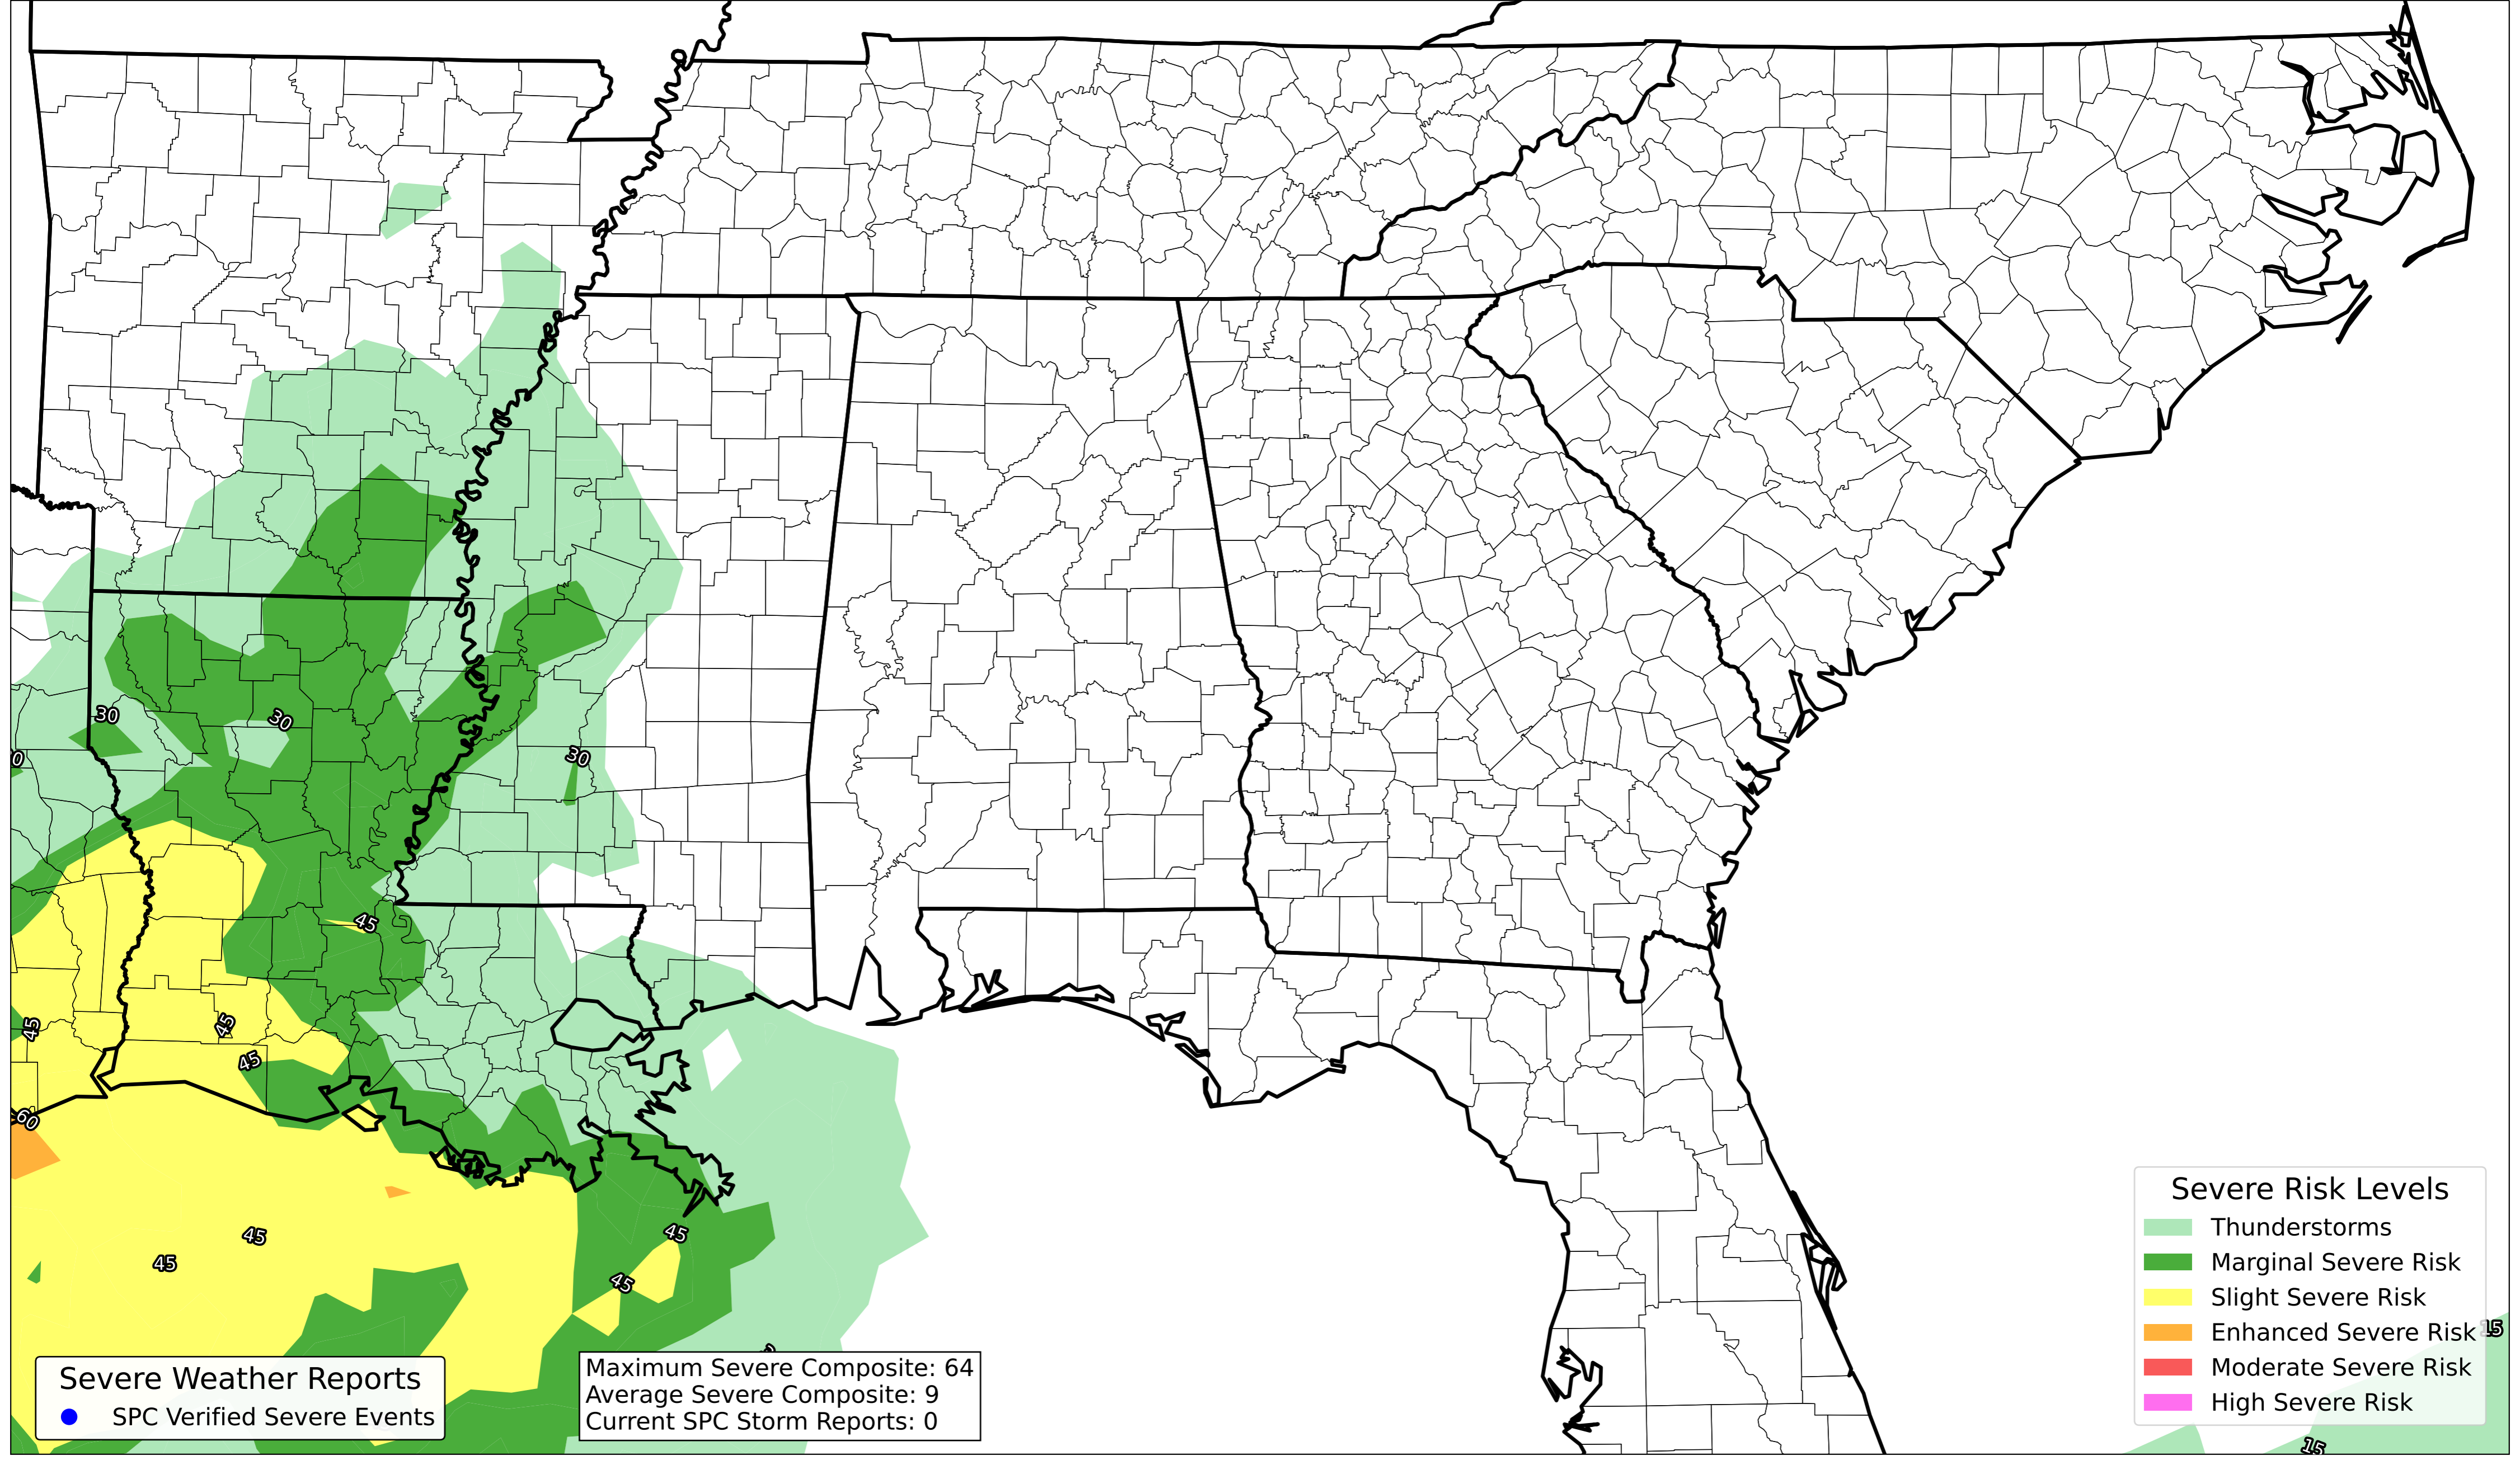 30
30
30
45
45
45
45
60
45
45
45
45
15
15
Severe Weather Reports
SPC Verified Severe Events
Maximum Severe Composite: 64
Average Severe Composite: 9
Current SPC Storm Reports: 0
Severe Risk Levels
Thunderstorms
Marginal Severe Risk
Slight Severe Risk
Enhanced Severe Risk
Moderate Severe Risk
High Severe Risk